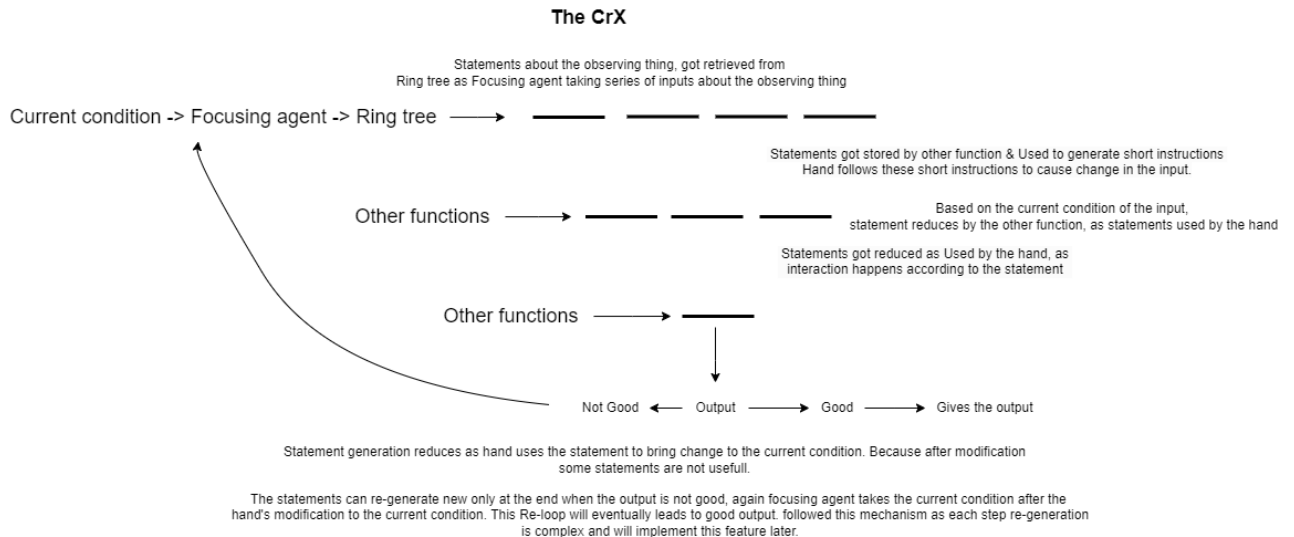 The CrX
Statements about the observing thing, got retrieved from
Ring tree as Focusing agent taking series of inputs about the observing thing
Current condition -> Focusing agent -> Ring tree
Statements got stored by other function & Used to generate short instructions
Hand follows these short instructions to cause change in the input.
Other functions
Based on the current condition of the input,
statement reduces by the other function, as statements used by the hand
Statements got reduced as Used by the hand, as
interaction happens according to the statement
Other functions
Not Good
Output
Good
Gives the output
Statement generation reduces as hand uses the statement to bring change to the current condition. Because after modification
some statements are not usefull.
The statements can re-generate new only at the end when the output is not good, again focusing agent takes the current condition after the
hand's modification to the current condition. This Re-loop will eventually leads to good output. followed this mechanism as each step re-generation
is complex and will implement this feature later.